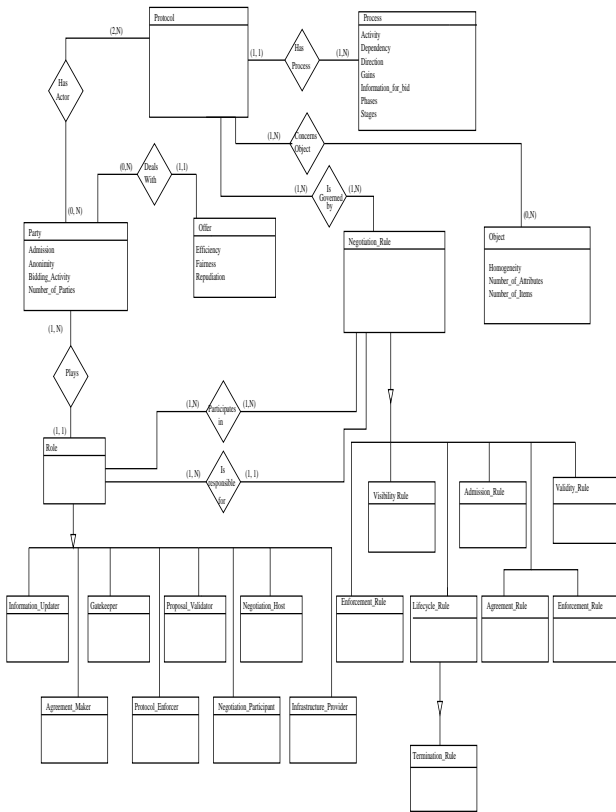 Protocol
Process
Activity
Dependency
Direction
Gains
Information_for_bid
Phases
Stages
(2,N)
(1, 1)
Has
Process
(1,N)
Has
Actor
(1,N)
Concerns
Object
(0,N)
Deals
With
(1,1)
(1,N)
Is
Governed
by
(1,N)
(0, N)
(0,N)
Party
Admission
Anonimity
Bidding_Activity
Number_of_Parties
Offer
Efficiency
Fairness
Repudiation
Negotiation_Rule
Object
Homogeneity
Number_of_Attributes
Number_of_Items
(1, N)
Plays
(1, 1)
(1,N)
Participates
in
(1,N)
Role
(1, N)
Is
responsible
for
(1, 1)
Visibility Rule
Admission_Rule
Validity_Rule
Information_Updater
Gatekeeper
Proposal_Validator
Negotiation_Host
Enforcement_Rule
Lifecycle_Rule
Agreement_Rule
Enforcement_Rule
Agreement_Maker
Protocol_Enforcer
Negotiation_Participant
Infrastructure_Provider
Termination_Rule